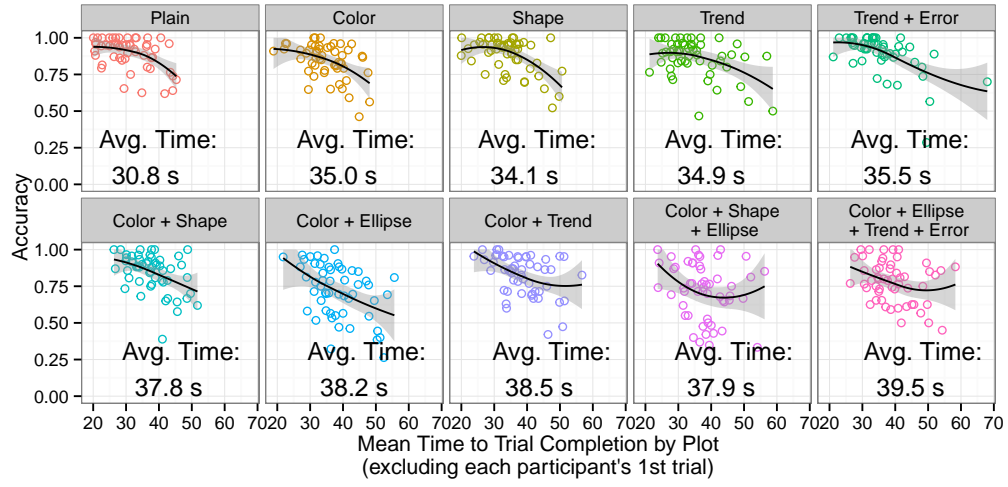 Plain
Color
Shape
Trend
Trend + Error
1.00
0.75
0.50
0.25
0.00
Avg. Time:
30.8 s
Avg. Time:
35.0 s
Avg. Time:
34.1 s
Avg. Time:
34.9 s
Avg. Time:
35.5 s
Accuracy
Color + Shape
Color + Ellipse
Color + Trend
Color + Shape
+ Ellipse
Color + Ellipse
+ Trend + Error
1.00
0.75
0.50
0.25
0.00
Avg. Time:
37.8 s
Avg. Time:
38.2 s
Avg. Time:
38.5 s
Avg. Time:
37.9 s
Avg. Time:
39.5 s
20 30 40 50 60 70
20 30 40 50 60 70
20 30 40 50 60 70
20 30 40 50 60 70
20 30 40 50 60 70
Mean Time to Trial Completion by Plot
(excluding each participant's 1st trial)